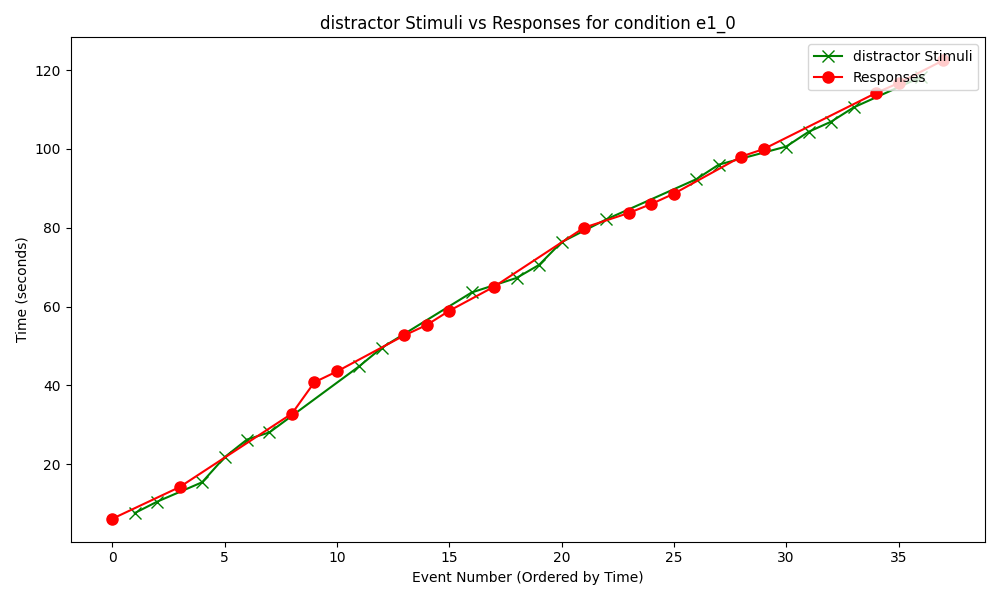 distractor Stimuli vs Responses for condition e1_0
distractor Stimuli
Responses
Time (seconds)
120
100
80
60
40
20
0 5 10 15 20 25 30 35
Event Number (Ordered by Time)